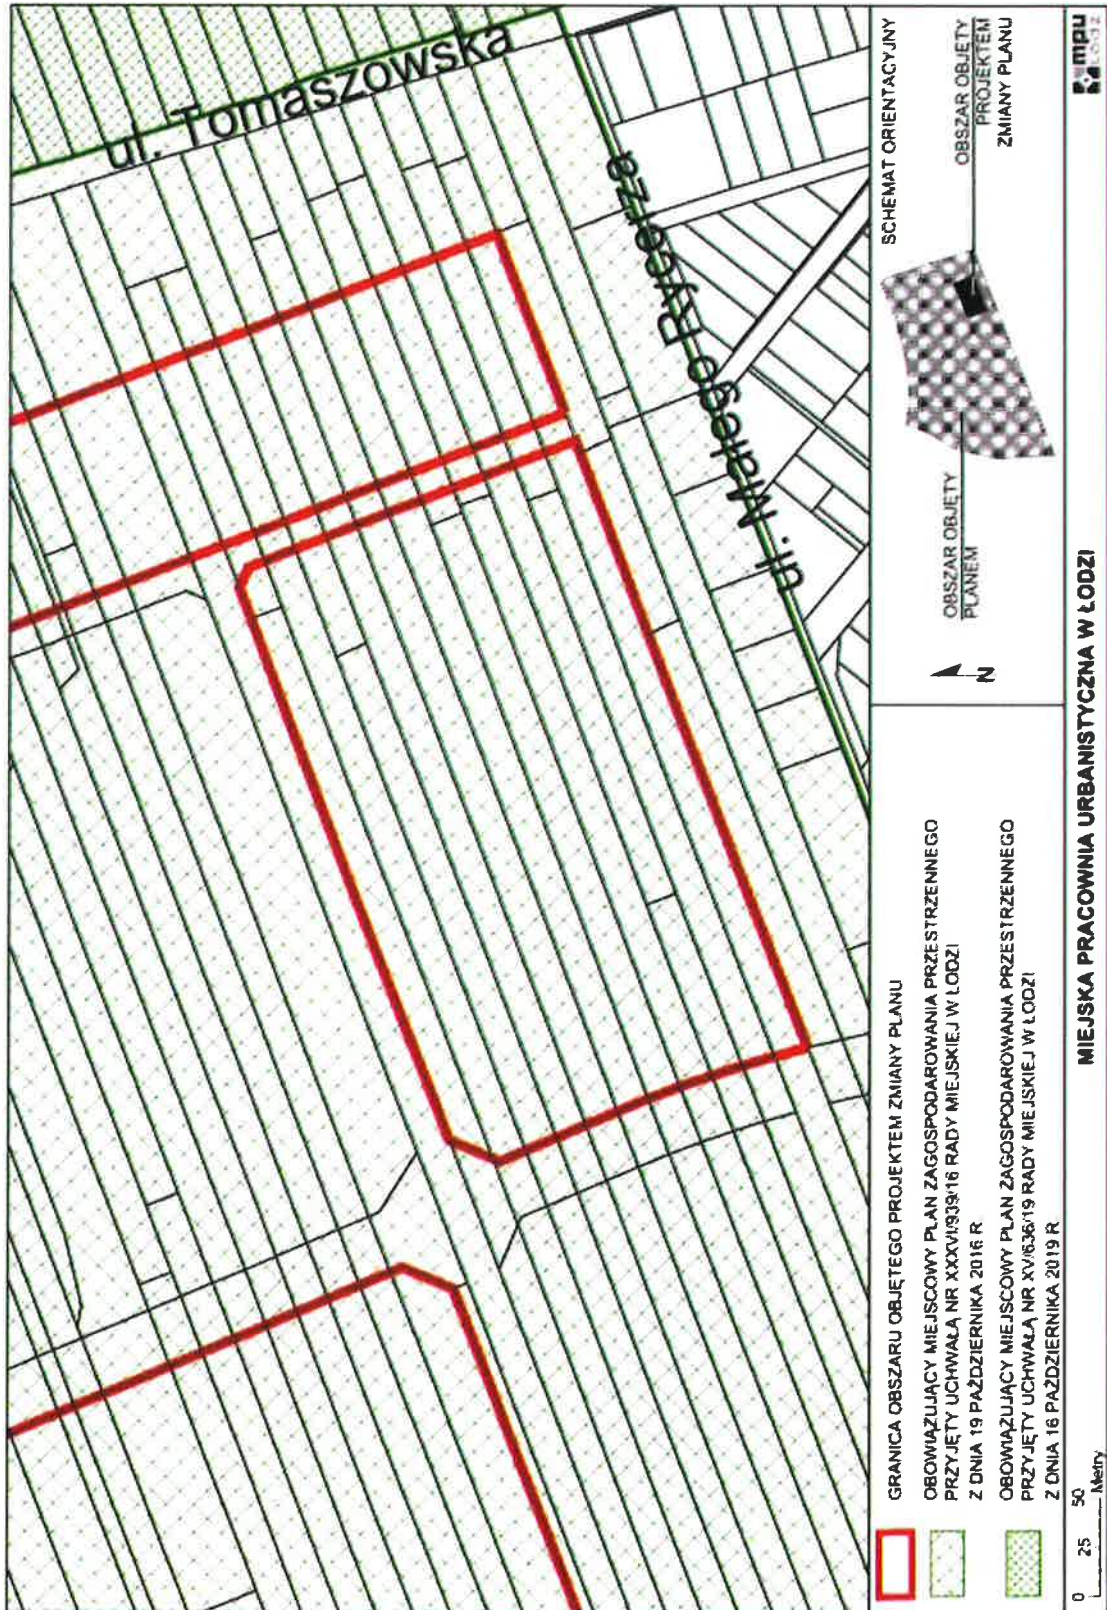 ul. Tomaszowska
ul. Małego Rycerza
GRANICA OBSZARU OBJĘTEGO PROJEKTEM ZMIANY PLANU
OBOWIĄZUJĄCY MIEJSCOWY PLAN ZAGOSPODAROWANIA PRZESTRZENNEGO
PRZYJĘTY UCHWAŁĄ NR XXXVI/939/16 RADY MIEJSKIEJ W ŁODZI
Z DNIA 19 PAŹDZIERNIKA 2016 R
OBOWIĄZUJĄCY MIEJSCOWY PLAN ZAGOSPODAROWANIA PRZESTRZENNEGO
PRZYJĘTY UCHWAŁĄ NR XV/636/19 RADY MIEJSKIEJ W ŁODZI
Z DNIA 16 PAŹDZIERNIKA 2019 R
SCHEMAT ORIENTACYJNY
OBSZAR OBJĘTY
PLANEM
OBSZAR OBJĘTY
PROJEKTEM
ZMIANY PLANU
N
0 25 50
Metry
MIEJSKA PRACOWNIA URBANISTYCZNA W ŁODZI
mpu
ŁÓDŹ